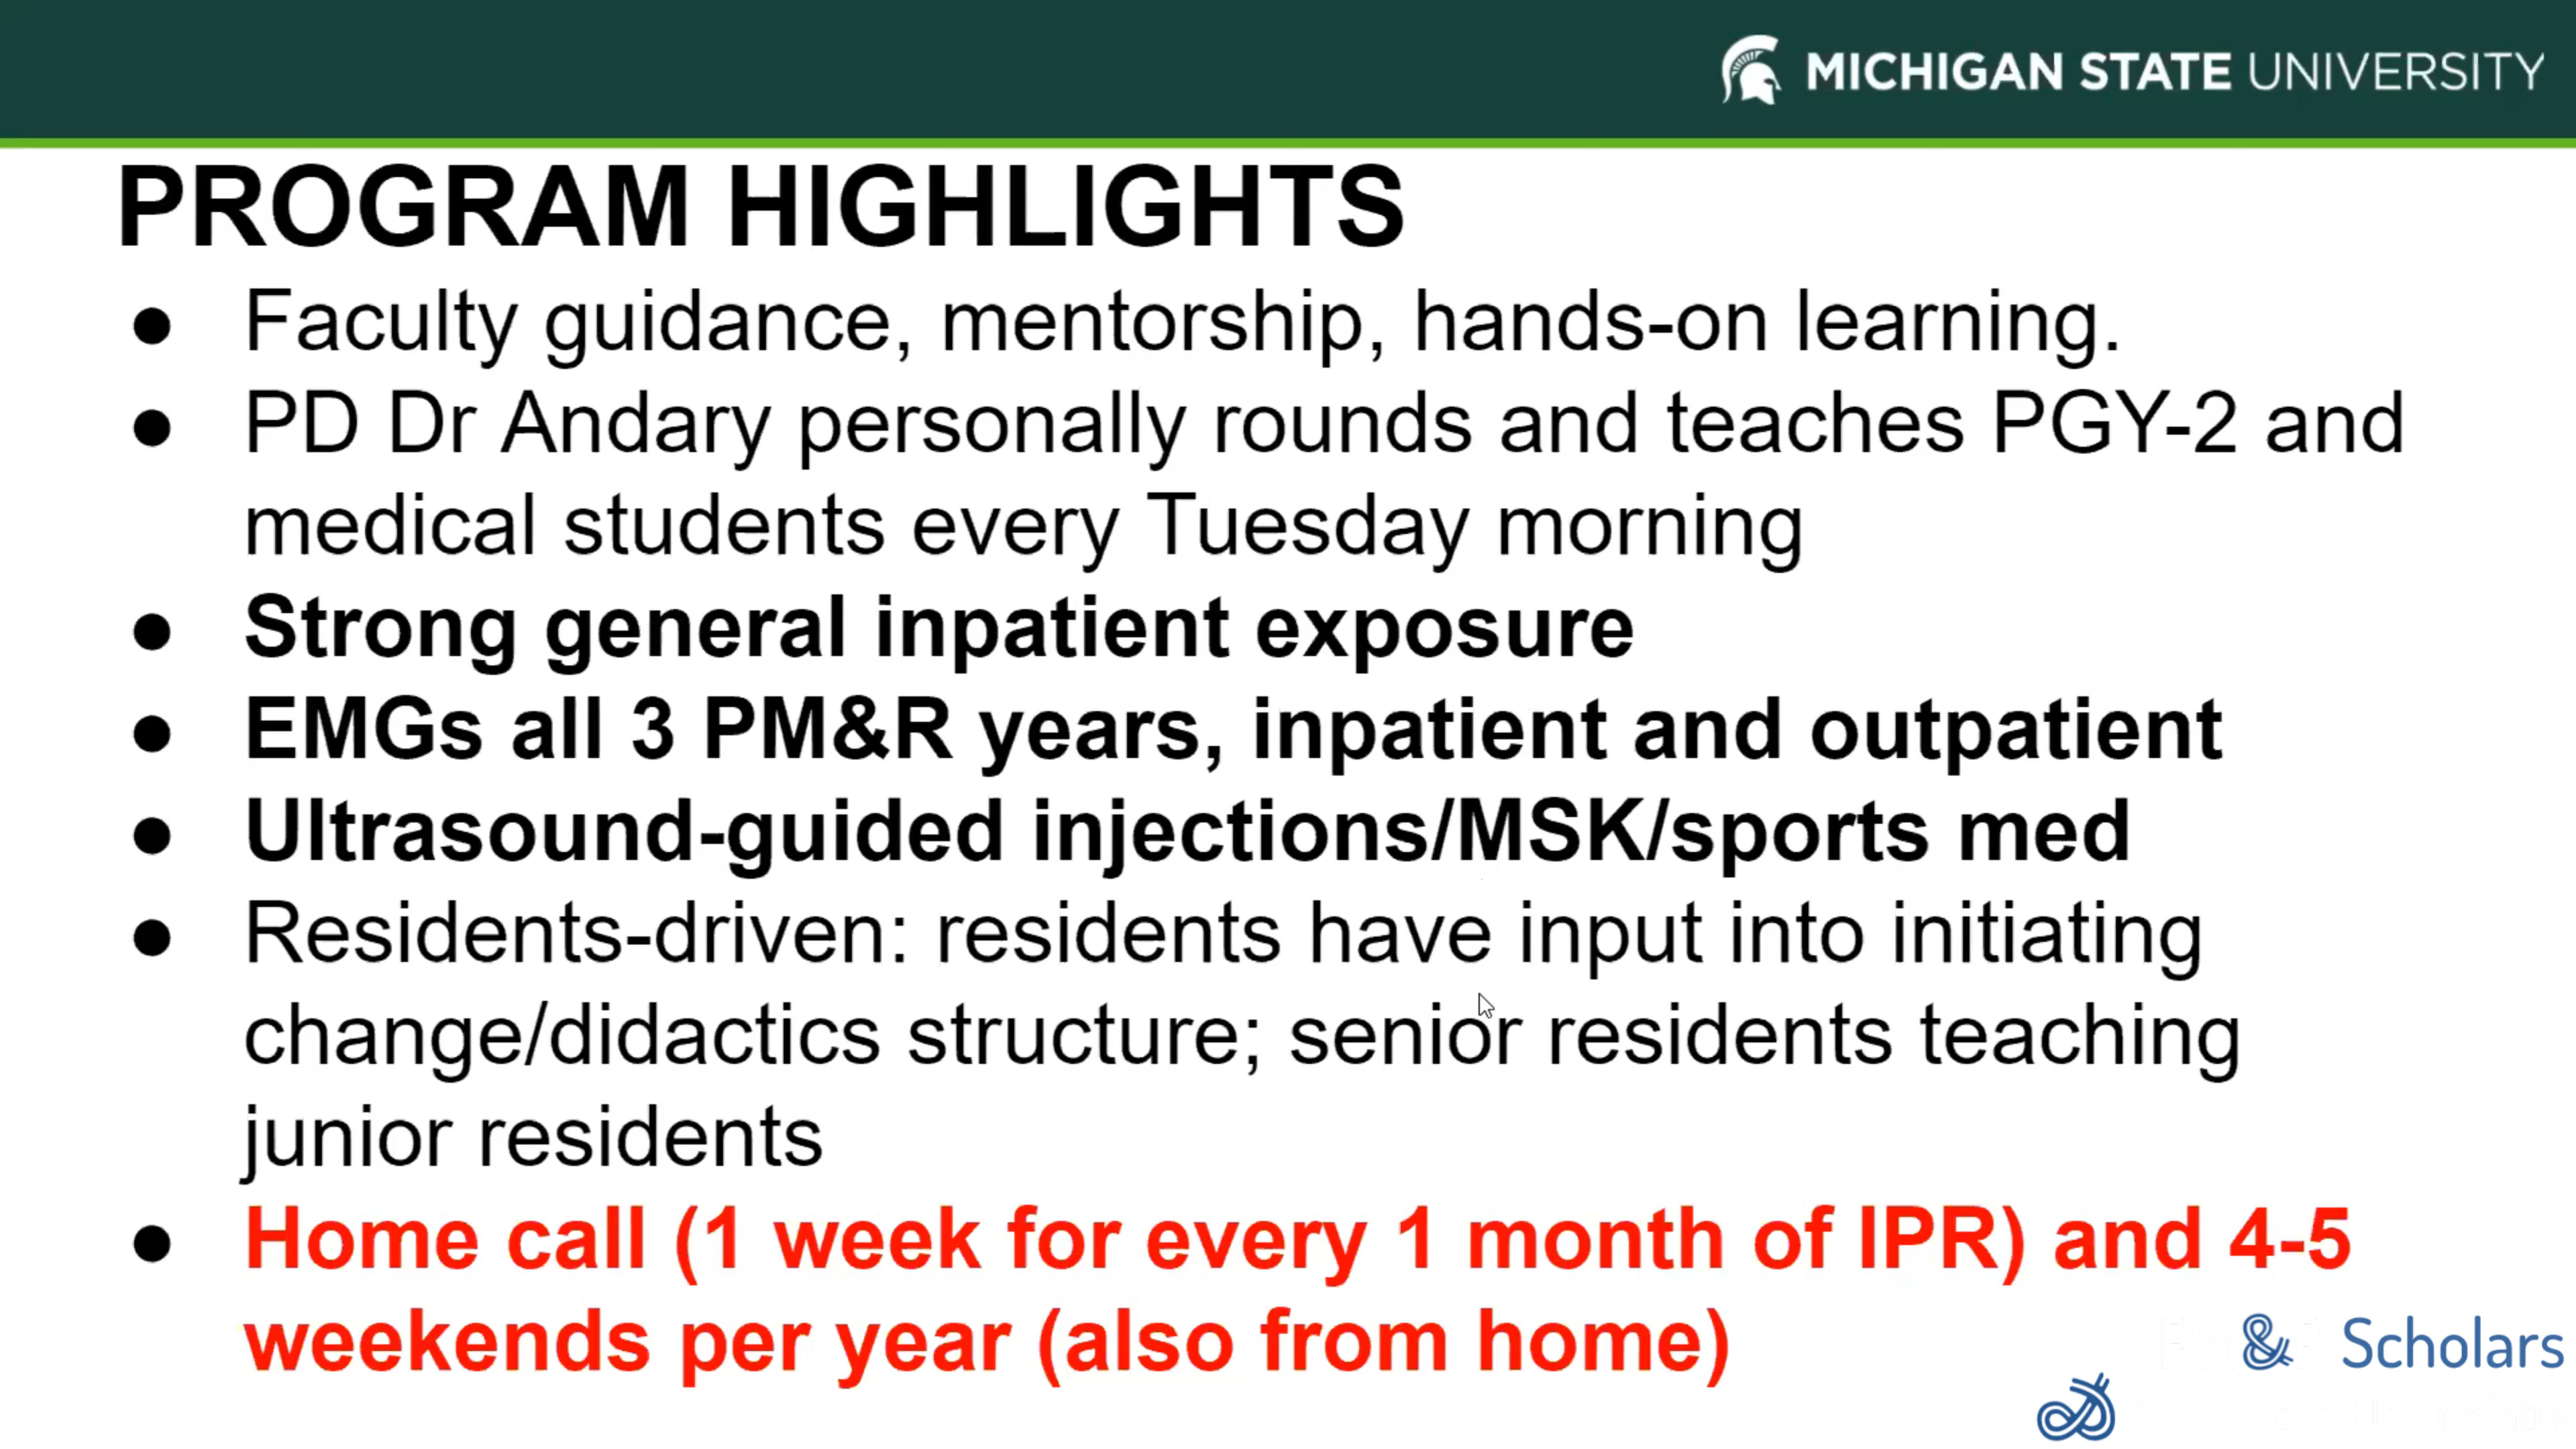 MICHIGAN STATE UNIVERSITY
PROGRAM HIGHLIGHTS
● Faculty guidance, mentorship, hands-on learning.
● PD Dr Andary personally rounds and teaches PGY-2 and
medical students every Tuesday morning
● Strong general inpatient exposure
● EMGs all 3 PM&R years, inpatient and outpatient
● Ultrasound-guided injections/MSK/sports med
● Residents-driven: residents have input into initiating
change/didactics structure; senior residents teaching
junior residents
● Home call (1 week for every 1 month of IPR) and 4-5
weekends per year (also from home)
& Scholars